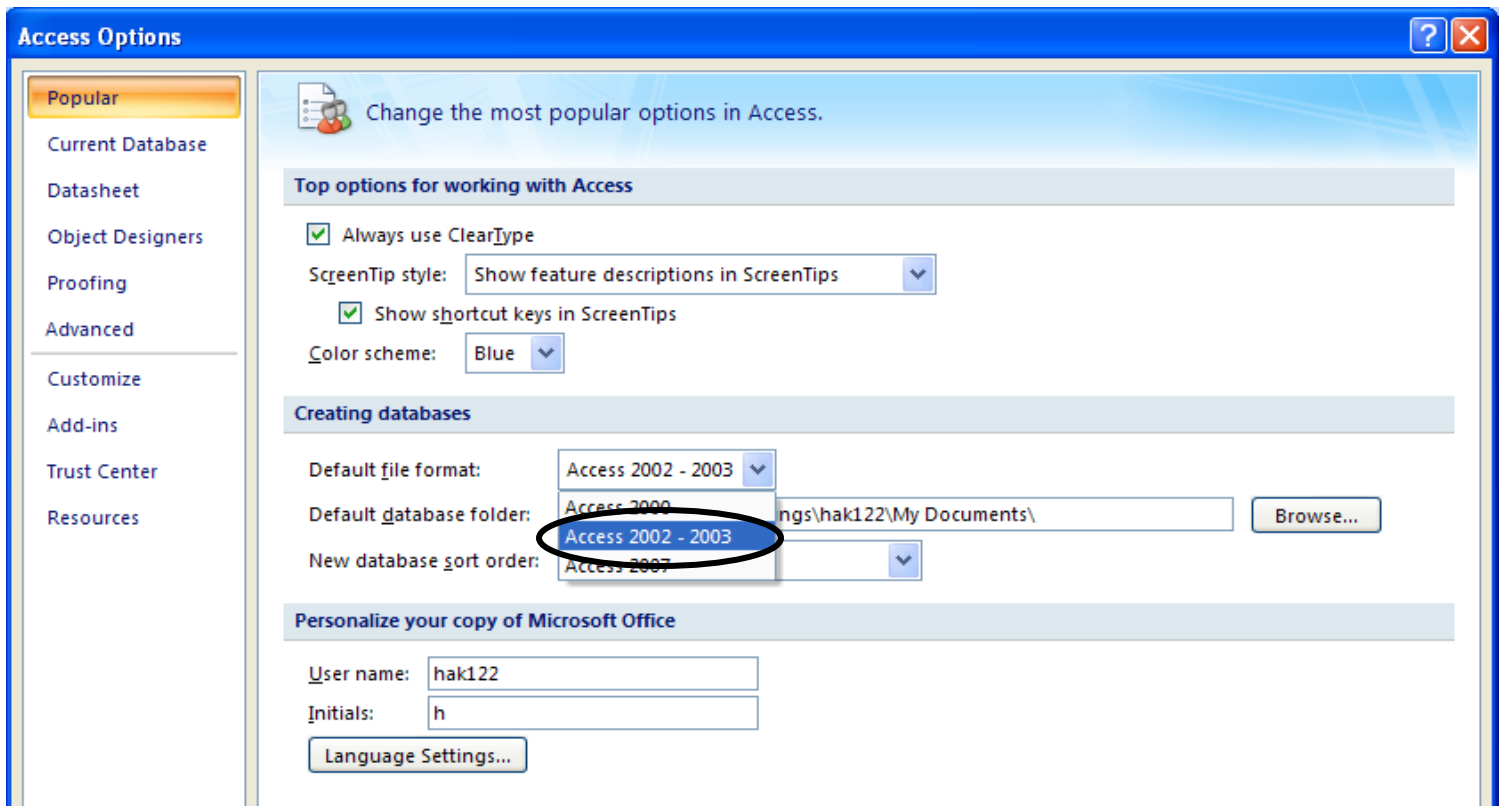 Access Options
Popular
Current Database
Datasheet
Object Designers
Proofing
Advanced
Customize
Add-ins
Trust Center
Resources
Change the most popular options in Access.
Top options for working with Access
Always use ClearType
ScreenTip style: Show feature descriptions in ScreenTips
Show shortcut keys in ScreenTips
Color scheme: Blue
Creating databases
Default file format: Access 2002 - 2003
Access 2000
Default database folder: ngs\hak122\My Documents\ Browse...
Access 2002 - 2003
New database sort order:
Access 2007
Personalize your copy of Microsoft Office
User name: hak122
Initials: h
Language Settings...